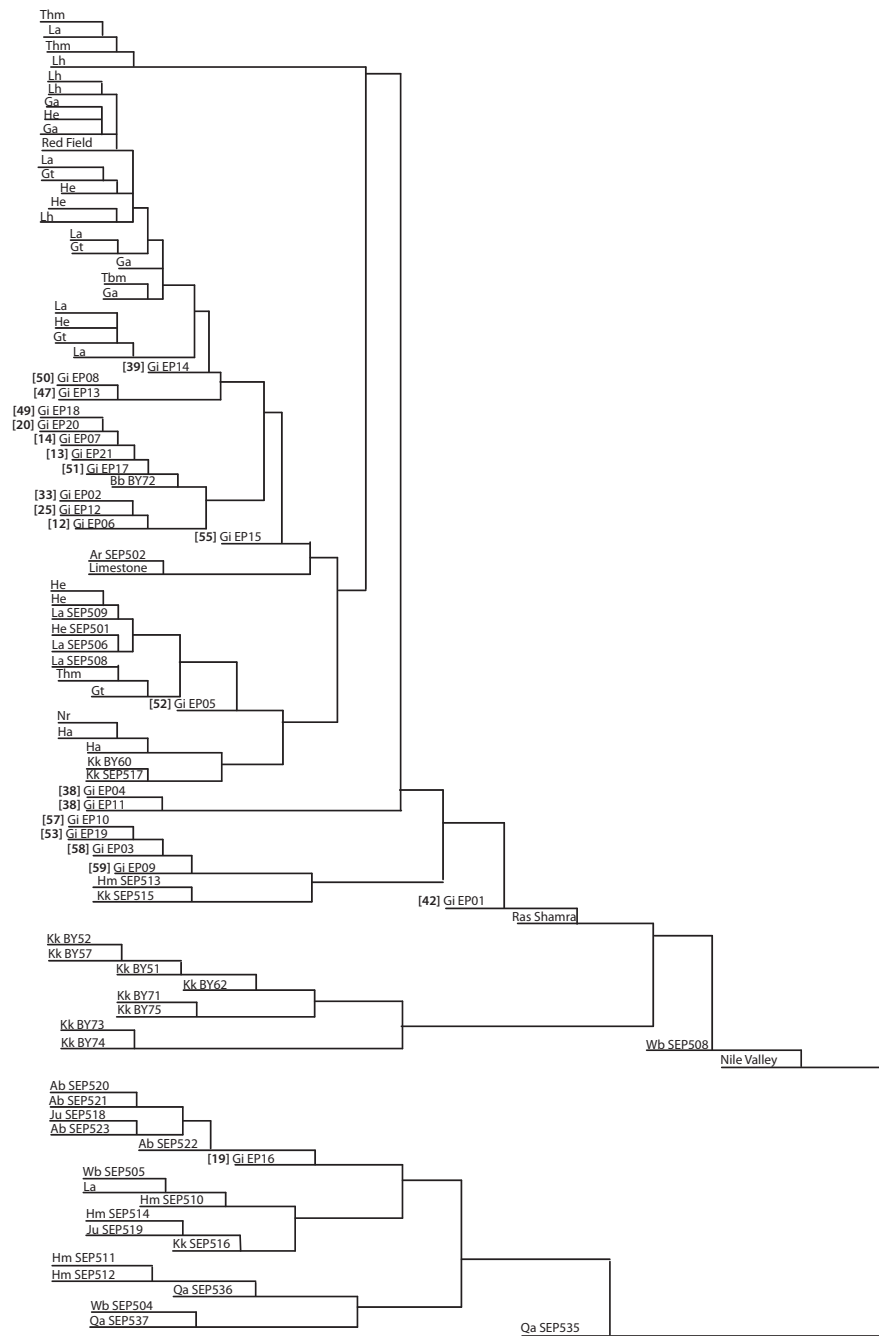 Thm
La
Thm
Lh
Lh
Lh
Ga
He
Ga
Red Field
La
Gt
He
He
Lh
La
Gt
Ga
Tbm
Ga
La
He
Gt
La
[39] Gi EP14
[50] Gi EP08
[47] Gi EP13
[49] Gi EP18
[20] Gi EP20
[14] Gi EP07
[13] Gi EP21
[51] Gi EP17
Bb BY72
[33] Gi EP02
[25] Gi EP12
[12] Gi EP06
[55] Gi EP15
Ar SEP502
Limestone
He
He
La SEP509
He SEP501
La SEP506
La SEP508
Thm
Gt
[52] Gi EP05
Nr
Ha
Ha
Kk BY60
Kk SEP517
[38] Gi EP04
[38] Gi EP11
[57] Gi EP10
[53] Gi EP19
[58] Gi EP03
[59] Gi EP09
Hm SEP513
Kk SEP515
[42] Gi EP01
Ras Shamra
Kk BY52
Kk BY57
Kk BY51
Kk BY62
Kk BY71
Kk BY75
Kk BY73
Kk BY74
Wb SEP508
Nile Valley
Ab SEP520
Ab SEP521
Ju SEP518
Ab SEP523
Ab SEP522
[19] Gi EP16
Wb SEP505
La
Hm SEP510
Hm SEP514
Ju SEP519
Kk SEP516
Hm SEP511
Hm SEP512
Qa SEP536
Wb SEP504
Qa SEP537
Qa SEP535